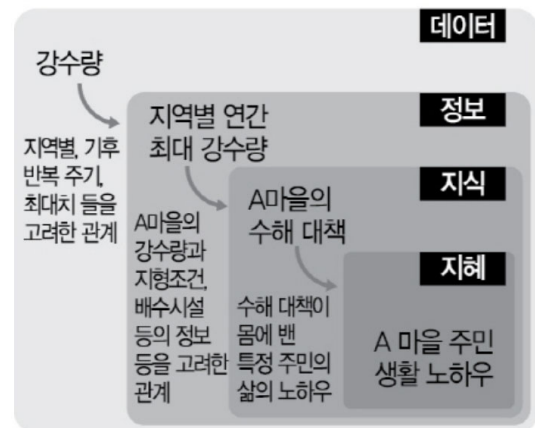 데이터
강수량
지역별, 기후
반복 주기,
최대치 들을
고려한 관계
정보
지역별 연간
최대 강수량
A마을의
강수량과
지형조건,
배수시설
등의 정보
등을 고려한
관계
지식
A마을의
수해 대책
수해 대책이
몸에 밴
특정 주민의
삶의 노하우
지혜
A 마을 주민
생활 노하우